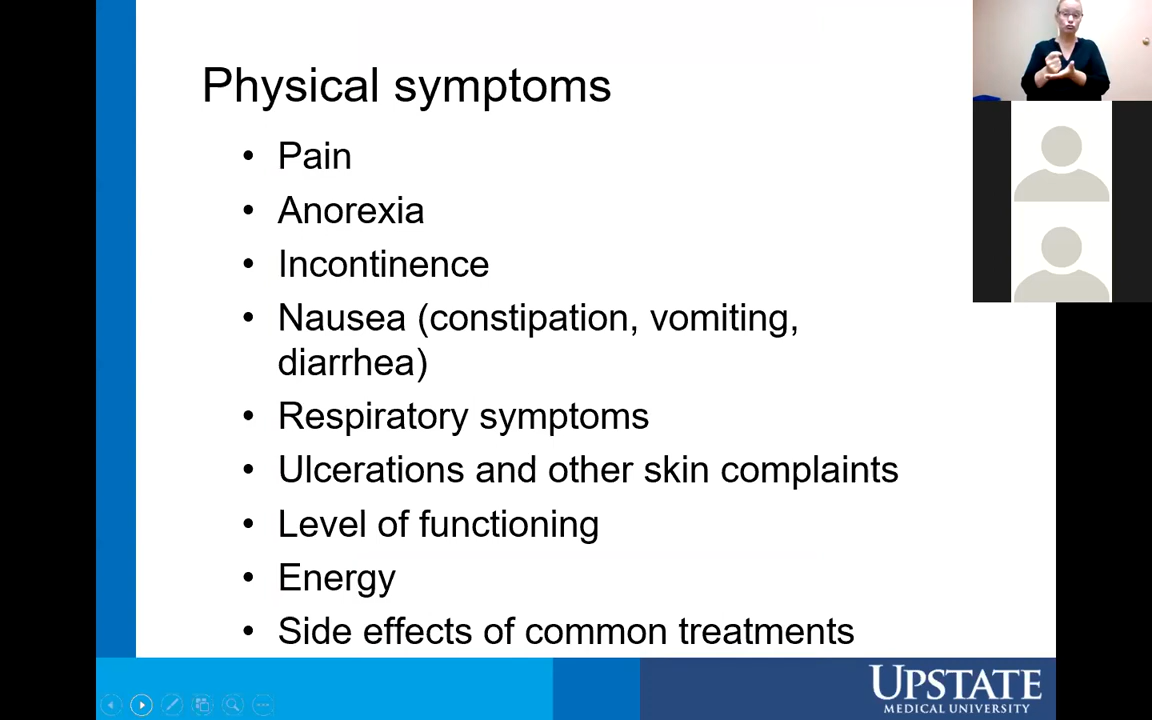 Physical symptoms
• Pain
• Anorexia
• Incontinence
• Nausea (constipation, vomiting,
diarrhea)
• Respiratory symptoms
• Ulcerations and other skin complaints
• Level of functioning
• Energy
• Side effects of common treatments
UPSTATE
MEDICAL UNIVERSITY